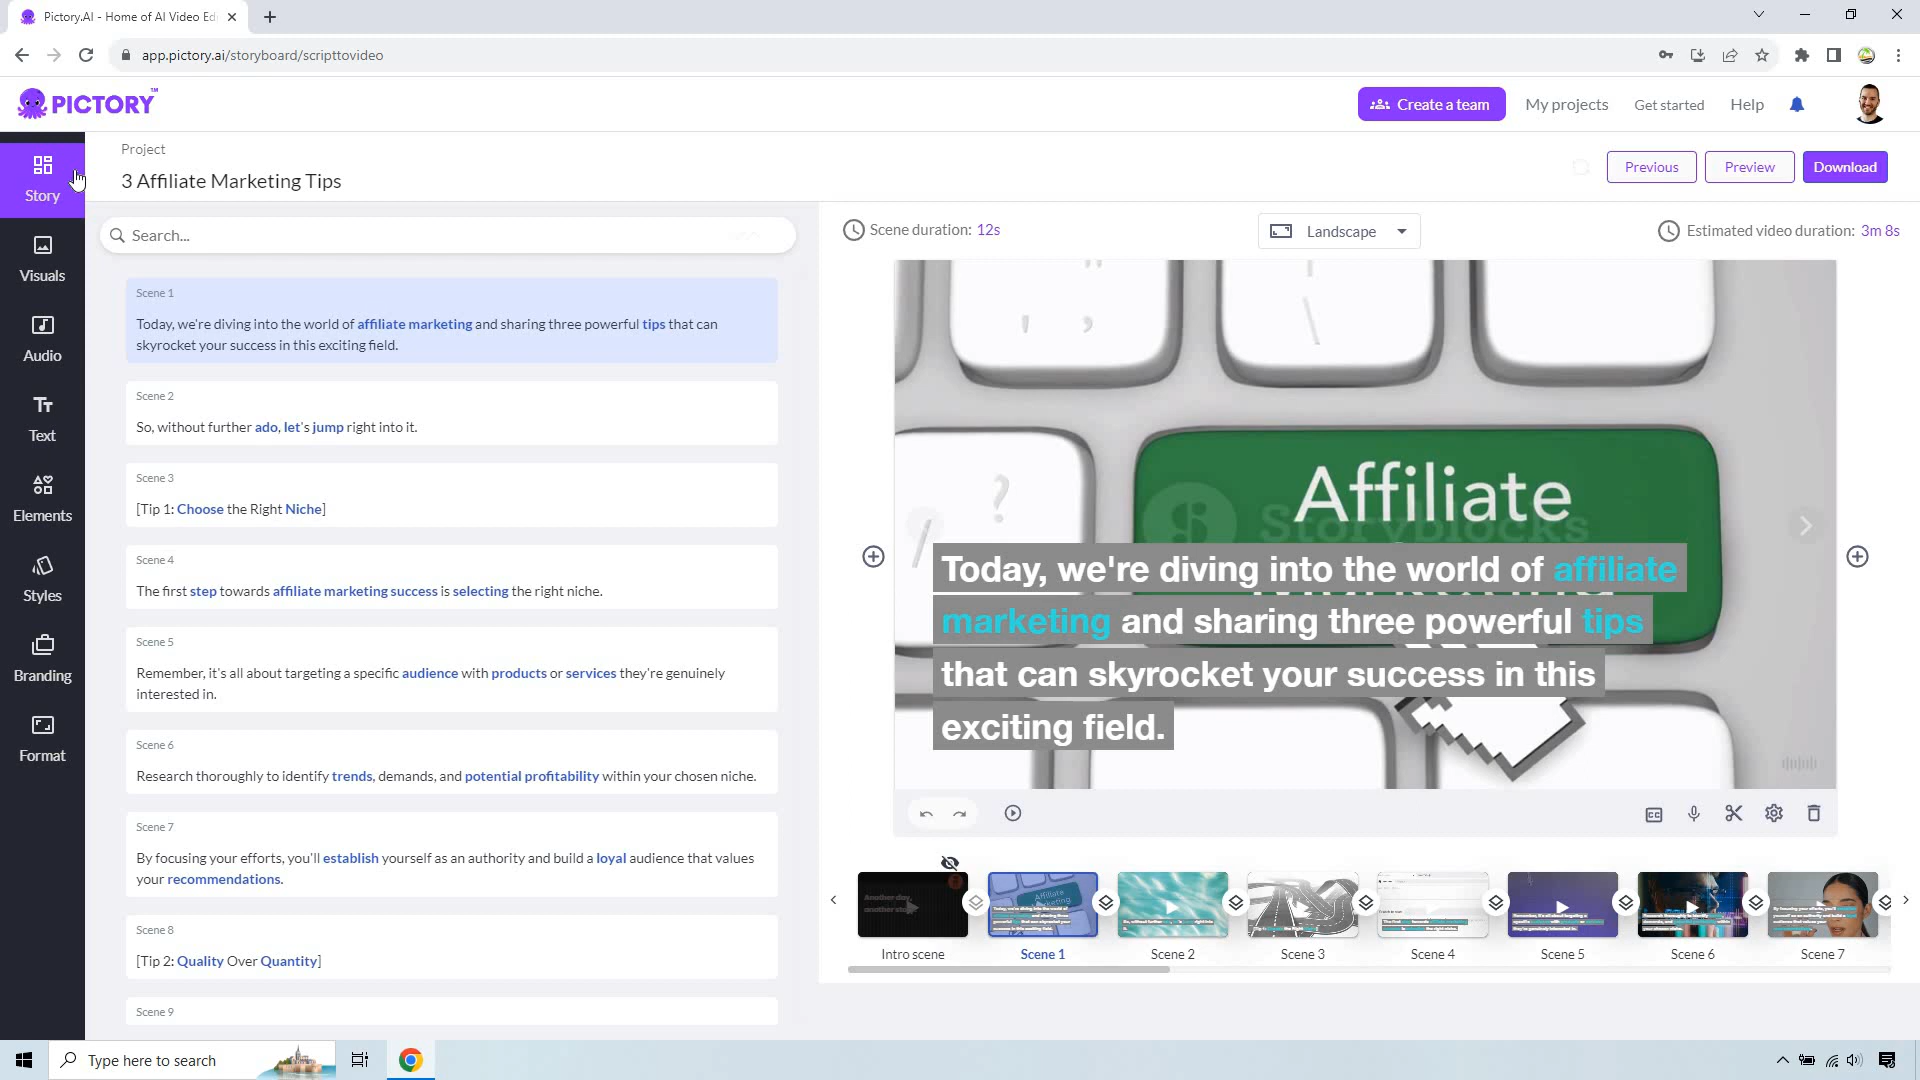 Pictory.AI - Home of AI Video Edi
app.pictory.ai/storyboard/scripttovideo
PICTORY™
Create a team
My projects
Get started
Help
Project
3 Affiliate Marketing Tips
Previous
Preview
Download
Story
Visuals
Audio
Text
Elements
Styles
Branding
Format
Search...
Scene 1
Today, we're diving into the world of affiliate marketing and sharing three powerful tips that can
skyrocket your success in this exciting field.
Scene 2
So, without further ado, let's jump right into it.
Scene 3
[Tip 1: Choose the Right Niche]
Scene 4
The first step towards affiliate marketing success is selecting the right niche.
Scene 5
Remember, it's all about targeting a specific audience with products or services they're genuinely
interested in.
Scene 6
Research thoroughly to identify trends, demands, and potential profitability within your chosen niche.
Scene 7
By focusing your efforts, you'll establish yourself as an authority and build a loyal audience that values
your recommendations.
Scene 8
[Tip 2: Quality Over Quantity]
Scene 9
Scene duration: 12s
Landscape
Estimated video duration: 3m 8s
Affiliate
Storyblocks
Today, we're diving into the world of affiliate
marketing and sharing three powerful tips
that can skyrocket your success in this
exciting field.
CC
Another day,
another
Intro scene
Scene 1
Scene 2
Scene 3
Scene 4
Scene 5
Scene 6
Scene 7
Type here to search